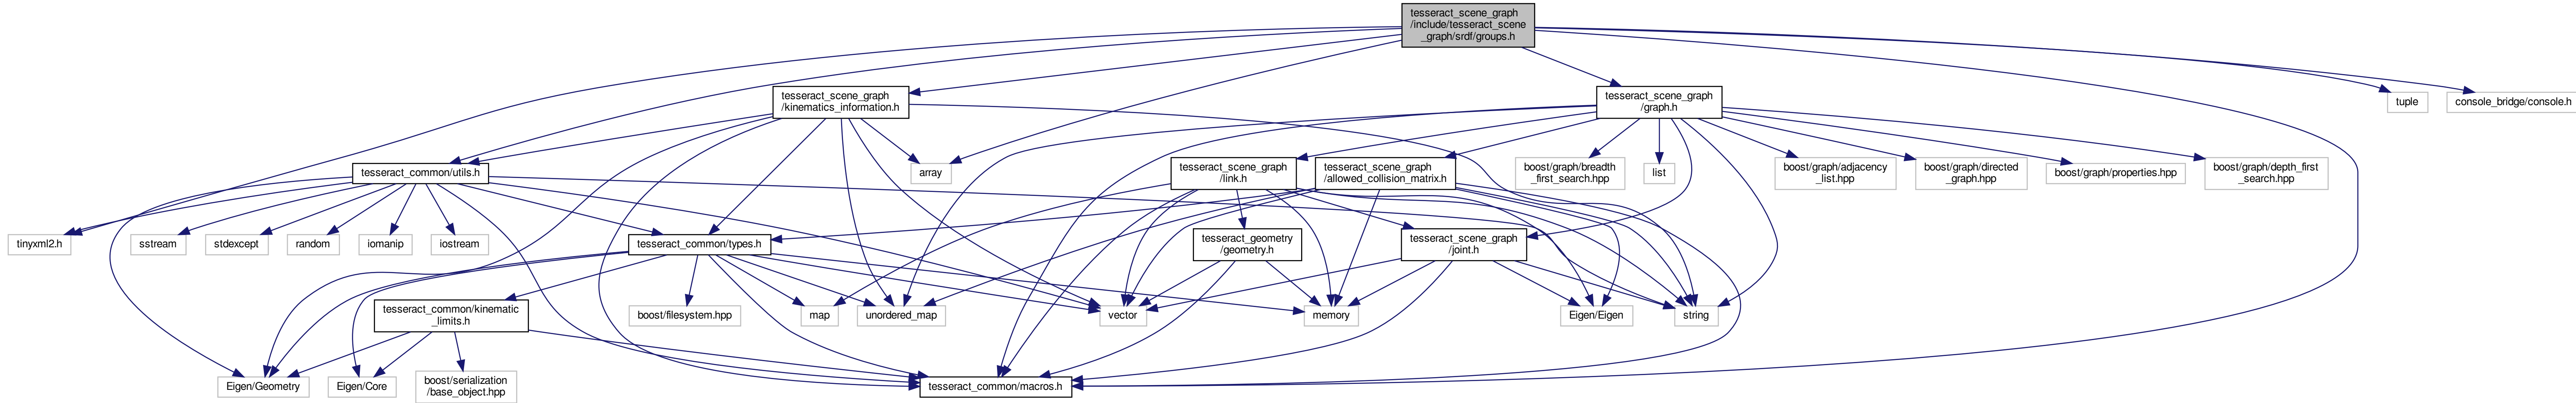 tesseract_scene_graph
/include/tesseract_scene
_graph/srdf/groups.h
tesseract_scene_graph
/kinematics_information.h
tesseract_scene_graph
/graph.h
tuple
console_bridge/console.h
tesseract_common/utils.h
array
tesseract_scene_graph
/link.h
tesseract_scene_graph
/allowed_collision_matrix.h
boost/graph/breadth
_first_search.hpp
list
boost/graph/adjacency
_list.hpp
boost/graph/directed
_graph.hpp
boost/graph/properties.hpp
boost/graph/depth_first
_search.hpp
tinyxml2.h
sstream
stdexcept
random
iomanip
iostream
tesseract_common/types.h
tesseract_geometry
/geometry.h
tesseract_scene_graph
/joint.h
tesseract_common/kinematic
_limits.h
boost/filesystem.hpp
map
unordered_map
vector
memory
Eigen/Eigen
string
Eigen/Geometry
Eigen/Core
boost/serialization
/base_object.hpp
tesseract_common/macros.h